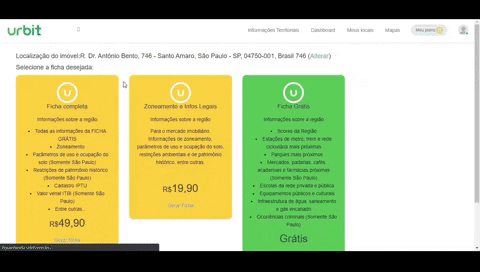 urbit
Informações Territoriais Dashboard Meus locais Mapas Meu plano
Localização do imovel:R. Dr. Antônio Bento, 746 - Santo Amaro, São Paulo - SP, 04750-001, Brasil 746 (Alterar)
Selecione a ficha desejada:
Ficha completa
Informações sobre a região
Todas as informações da FICHA
GRÁTIS
Zoneamento
Parâmetros de uso e ocupação do
solo (Somente São Paulo)
Restrições de patrimônio histórico
(Somente São Paulo)
Cadastro IPTU
Valor venal ITBI (Somente São
Paulo)
Entre outras...
R$49,90
Gerar Ficha
Zoneamento e Infos Legais
Informações sobre a região
Para o mercado imobiliário.
Informações de zoneamento,
parâmetros de uso e ocupação do solo,
restrições ambientais e de patrimônio
histórico, entre outras.
R$19,90
Gerar Ficha
Ficha Grátis
Informações sobre a região
Estações de metrô, trem e rede
cicloviária mais próximas
Parques mais próximos
Mercados, padarias, cafés,
academias e farmácias próximas
(Somente São Paulo)
Escolas da rede privada e pública
Equipamentos públicos e culturais
Infraestrutura de água, saneamento
e gás encanado
Ocorrências criminais (Somente
São Paulo)
Grátis